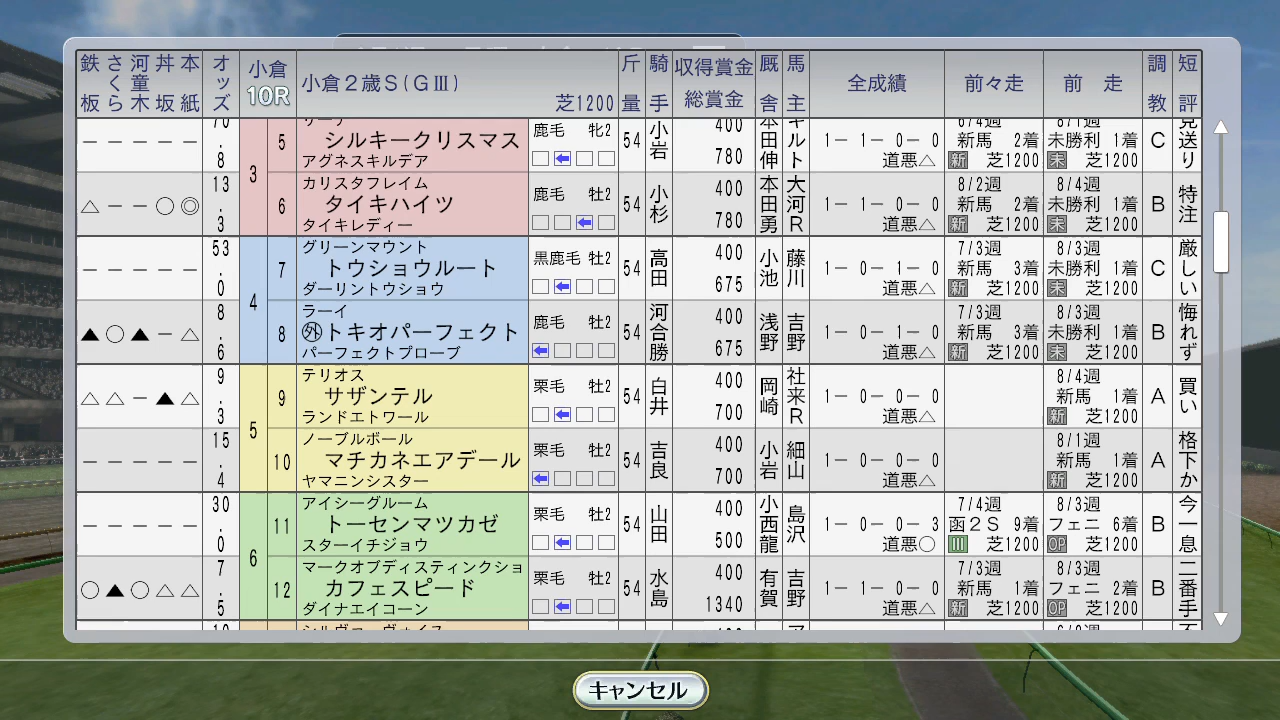 鉄板 さくら 河童木 丼坂 本紙 オッズ 小倉10R 小倉2歳S(GⅢ) 芝1200 斤量 騎手 収得賞金 総賞金 厩舎 馬主 全成績 前々走 前 走 調教 短評
－ － － － － .8 3 5 シルキークリスマス アグネスキルデア 鹿毛 牝2 54 小岩 400 780 本田伸 キルト 1－ 1－ 0－ 0 道悪△ 新馬 2着 新 芝1200 未勝利 1着 未 芝1200 C 見送り
△ － － ○ ◎ 13.3 6 カリスタフレイム タイキハイツ タイキレディー 鹿毛 牡2 54 小杉 400 780 本田勇 大河R 1－ 1－ 0－ 0 道悪△ 8/2週 新馬 2着 新 芝1200 8/4週 未勝利 1着 未 芝1200 B 特注
－ － － － － 53.0 4 7 グリーンマウント トウショウルート ダーリントウショウ 黒鹿毛 牡2 54 高田 400 675 小池 藤川 1－ 0－ 1－ 0 道悪△ 7/3週 新馬 3着 新 芝1200 8/3週 未勝利 1着 未 芝1200 C 厳しい
▲ ○ ▲ － △ 8.6 8 ラーイ 外 トキオパーフェクト パーフェクトプローブ 鹿毛 牡2 54 河合勝 400 675 浅野 吉野 1－ 0－ 1－ 0 道悪△ 7/3週 新馬 3着 新 芝1200 8/3週 未勝利 1着 未 芝1200 B 侮れず
△ △ － ▲ △ 9.3 5 9 テリオス サザンテル ランドエトワール 栗毛 牡2 54 白井 400 700 岡崎 社来R 1－ 0－ 0－ 0 道悪△ 8/4週 新馬 1着 新 芝1200 A 買い
－ － － － － 15.4 10 ノーブルボール マチカネエアデール ヤマニンシスター 栗毛 牡2 54 吉良 400 700 小岩 細山 1－ 0－ 0－ 0 道悪△ 8/1週 新馬 1着 新 芝1200 A 格下か
－ － － － － 30.0 6 11 アイシーグルーム トーセンマツカゼ スターイチジョウ 栗毛 牡2 54 山田 400 500 小西龍 島沢 1－ 0－ 0－ 3 道悪○ 7/4週 函2S 9着 Ⅲ 芝1200 8/3週 フェニ 6着 OP 芝1200 B 今一息
○ ▲ ○ △ △ 7.5 12 マークオブディスティンクショ カフェスピード ダイナエイコーン 栗毛 牡2 54 水島 400 1340 有賀 吉野 1－ 1－ 0－ 0 道悪△ 7/3週 新馬 1着 新 芝1200 8/3週 フェニ 2着 OP 芝1200 B 二番手
キャンセル